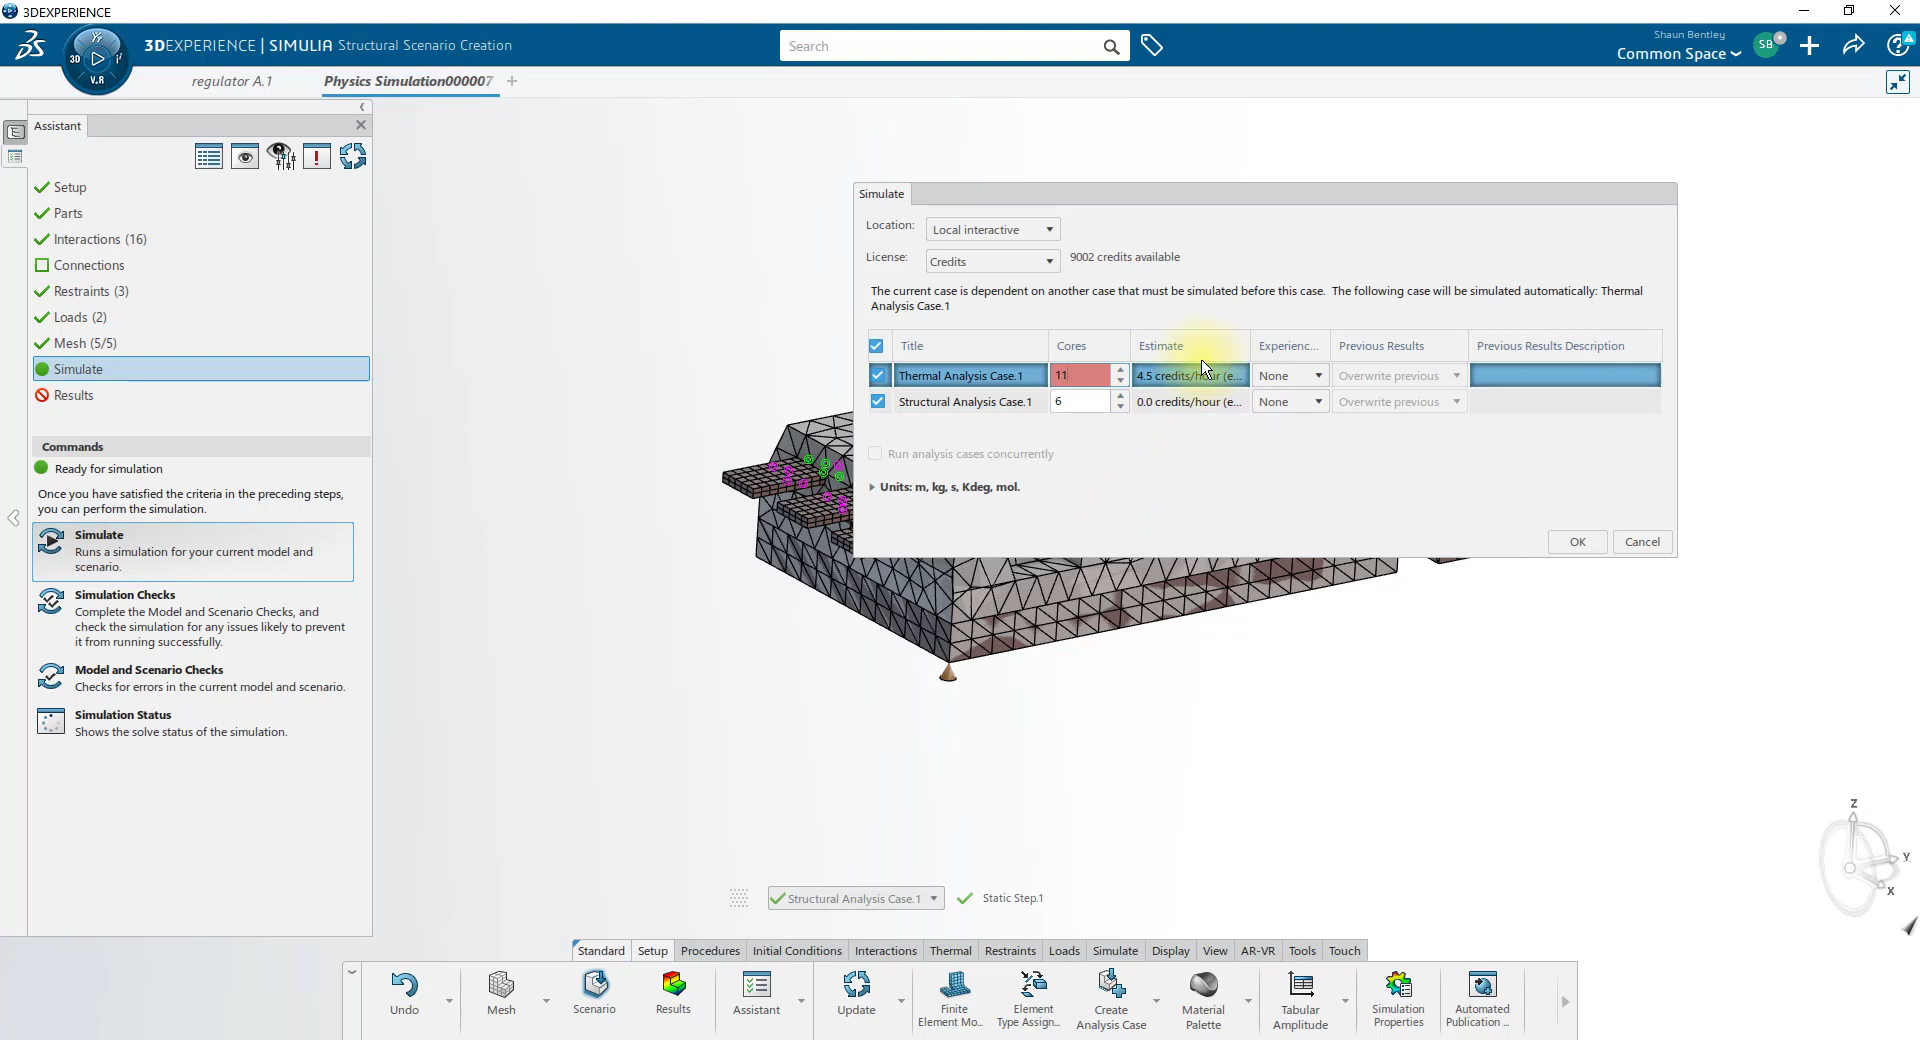 3DEXPERIENCE
3DEXPERIENCE | SIMULIA Structural Scenario Creation
Search
Shaun Bentley
Common Space
SB
3D
V.R
regulator A.1
Physics Simulation000007
Assistant
Setup
Parts
Interactions (16)
Connections
Restraints (3)
Loads (2)
Mesh (5/5)
Simulate
Results
Commands
Ready for simulation
Once you have satisfied the criteria in the preceding steps,
you can perform the simulation.
Simulate
Runs a simulation for your current model and
scenario.
Simulation Checks
Complete the Model and Scenario Checks, and
check the simulation for any issues likely to prevent
it from running successfully.
Model and Scenario Checks
Checks for errors in the current model and scenario.
Simulation Status
Shows the solve status of the simulation.
Simulate
Location: Local interactive
License: Credits 9002 credits available
The current case is dependent on another case that must be simulated before this case. The following case will be simulated automatically: Thermal
Analysis Case.1
Title Cores Estimate Experienc... Previous Results Previous Results Description
Thermal Analysis Case.1 11 4.5 credits/hour (e... None Overwrite previous
Structural Analysis Case.1 6 0.0 credits/hour (e... None Overwrite previous
Run analysis cases concurrently
Units: m, kg, s, Kdeg, mol.
OK Cancel
Z
Y
X
Structural Analysis Case.1 Static Step.1
Standard Setup Procedures Initial Conditions Interactions Thermal Restraints Loads Simulate Display View AR-VR Tools Touch
Undo Mesh Scenario Results Assistant Update
Finite
Element Mo...
Element
Type Assign...
Create
Analysis Case
Material
Palette
Tabular
Amplitude
Simulation
Properties
Automated
Publication ...